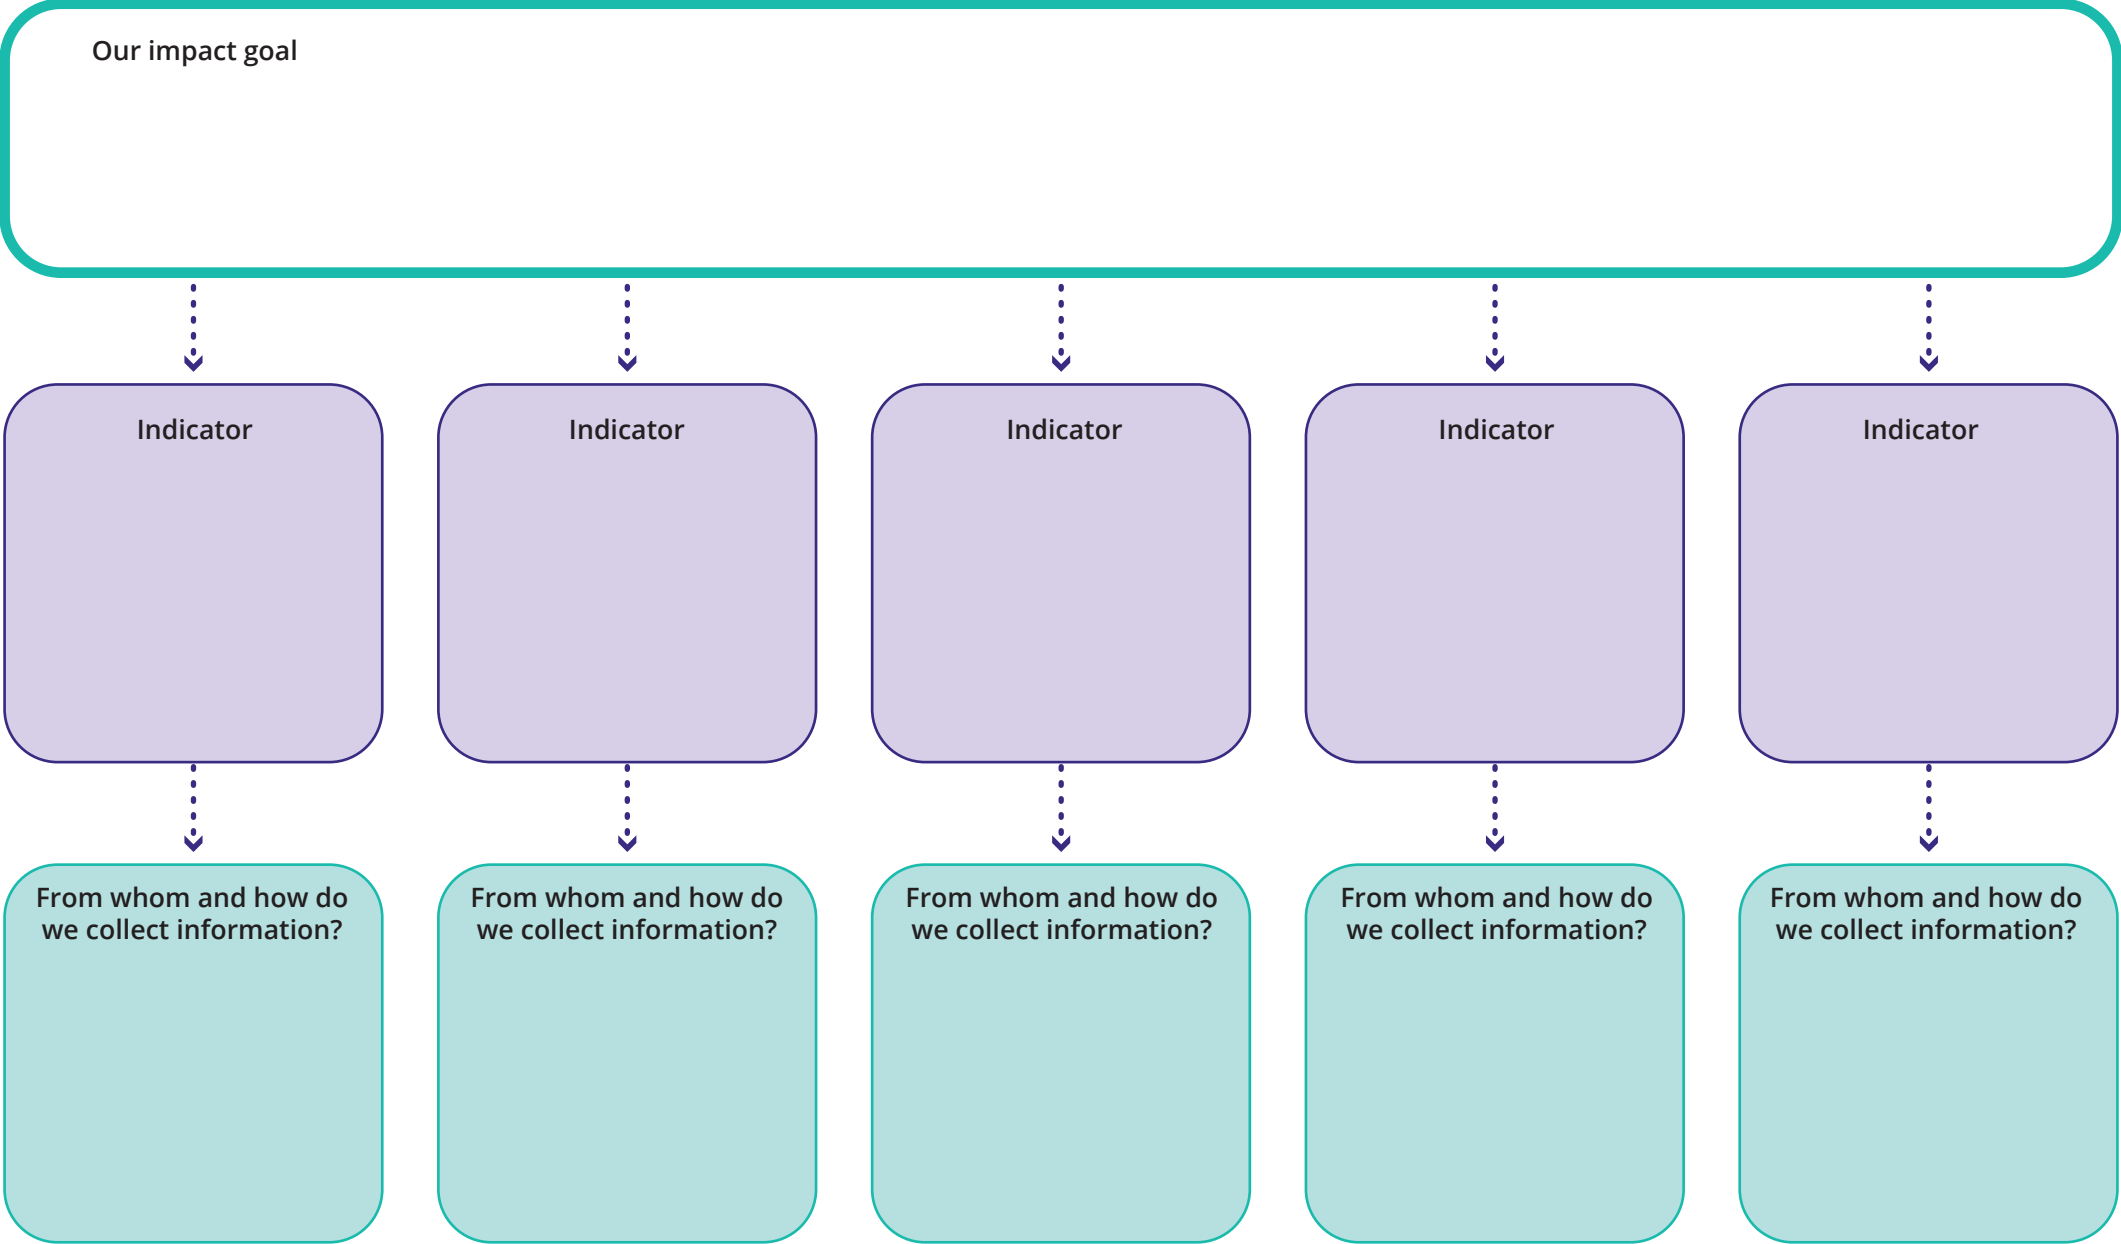 Our impact goal
Indicator
Indicator
Indicator
Indicator
Indicator
From whom and how do
we collect information?
From whom and how do
we collect information?
From whom and how do
we collect information?
From whom and how do
we collect information?
From whom and how do
we collect information?